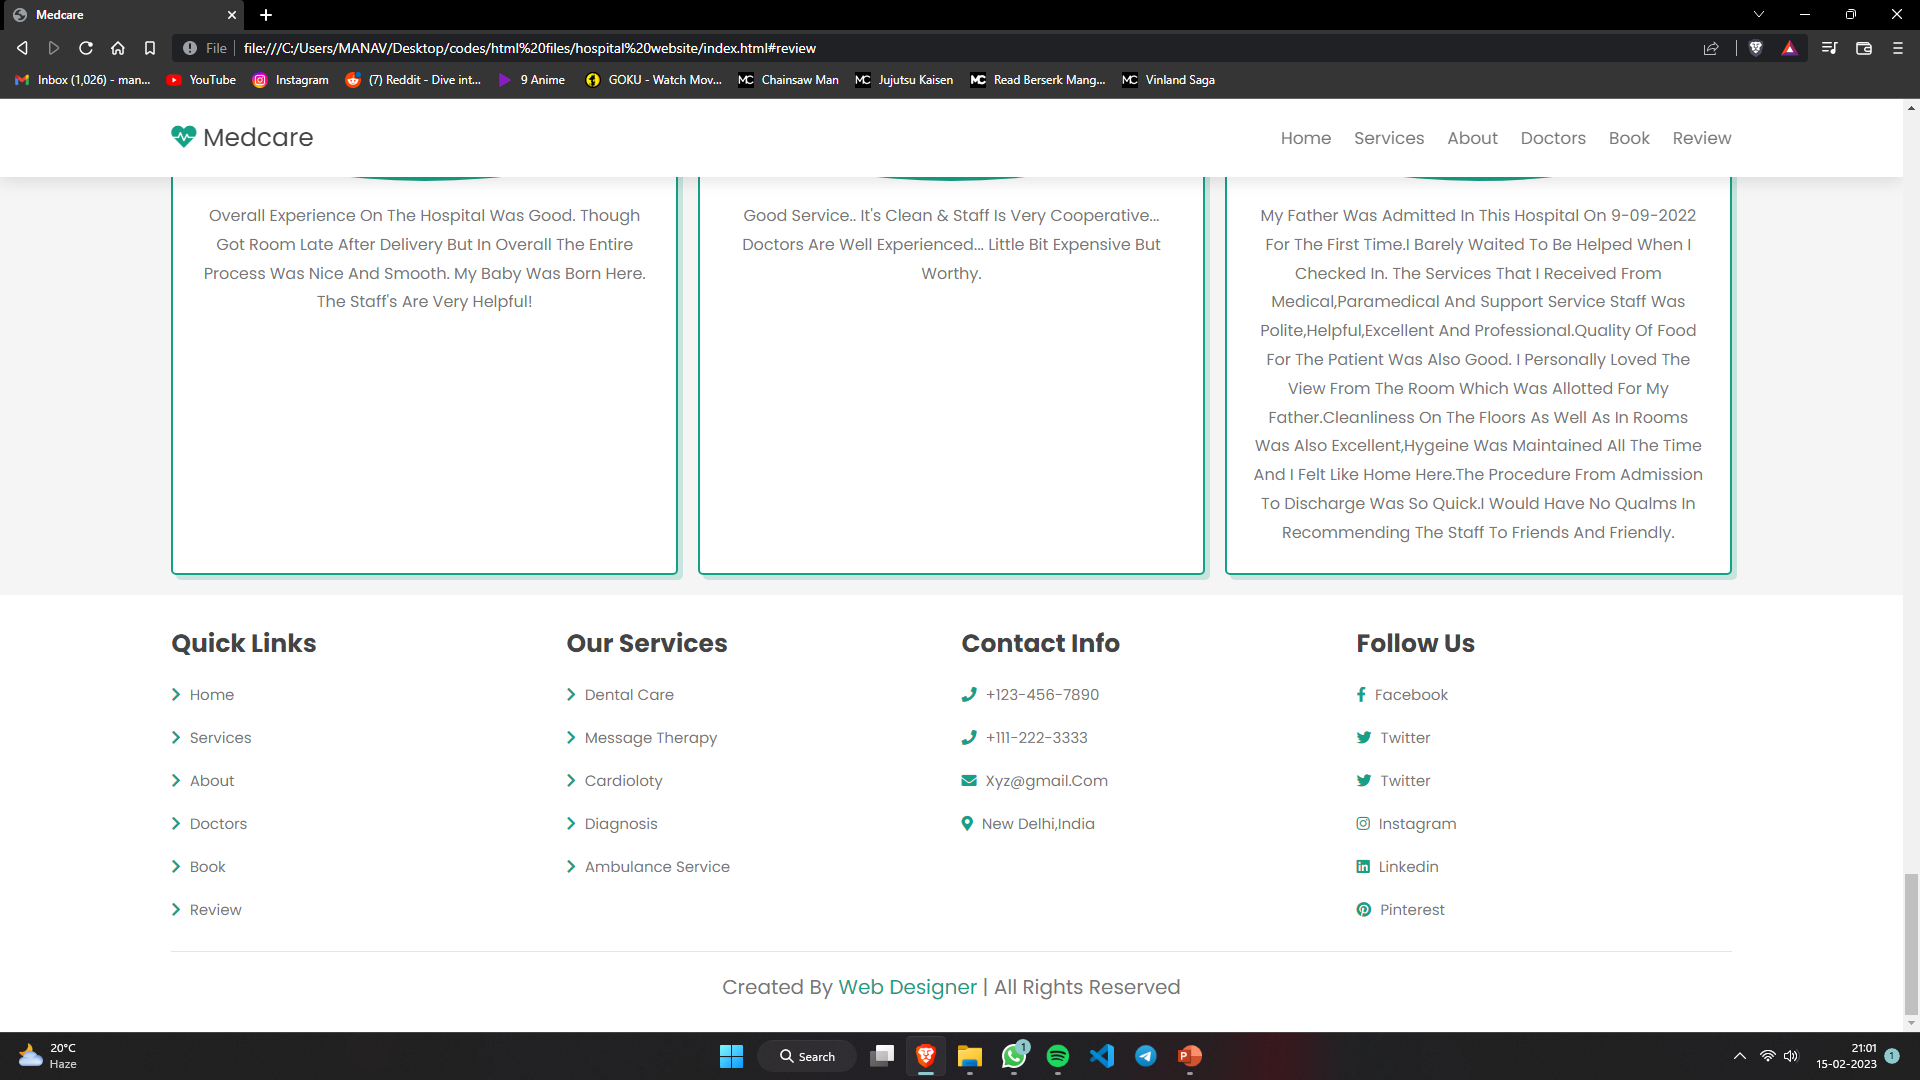 Medcare
File
file:///C:/Users/MANAV/Desktop/codes/html%20files/hospital%20website/index.html#review
Inbox (1,026) - man...
YouTube
Instagram
(7) Reddit - Dive int...
9 Anime
GOKU - Watch Mov...
MC Chainsaw Man
MC Jujutsu Kaisen
MC Read Berserk Mang...
MC Vinland Saga
Medcare
Home Services About Doctors Book Review
Overall Experience On The Hospital Was Good. Though
Got Room Late After Delivery But In Overall The Entire
Process Was Nice And Smooth. My Baby Was Born Here.
The Staff's Are Very Helpful!
Good Service.. It's Clean & Staff Is Very Cooperative...
Doctors Are Well Experienced... Little Bit Expensive But
Worthy.
My Father Was Admitted In This Hospital On 9-09-2022
For The First Time.I Barely Waited To Be Helped When I
Checked In. The Services That I Received From
Medical,Paramedical And Support Service Staff Was
Polite,Helpful,Excellent And Professional.Quality Of Food
For The Patient Was Also Good. I Personally Loved The
View From The Room Which Was Allotted For My
Father.Cleanliness On The Floors As Well As In Rooms
Was Also Excellent,Hygeine Was Maintained All The Time
And I Felt Like Home Here.The Procedure From Admission
To Discharge Was So Quick.I Would Have No Qualms In
Recommending The Staff To Friends And Friendly.
Quick Links
Home
Services
About
Doctors
Book
Review
Our Services
Dental Care
Message Therapy
Cardioloty
Diagnosis
Ambulance Service
Contact Info
+123-456-7890
+111-222-3333
Xyz@gmail.Com
New Delhi,India
Follow Us
Facebook
Twitter
Twitter
Instagram
Linkedin
Pinterest
Created By Web Designer | All Rights Reserved
20°C
Haze
Search
1
P
21:01
15-02-2023
1